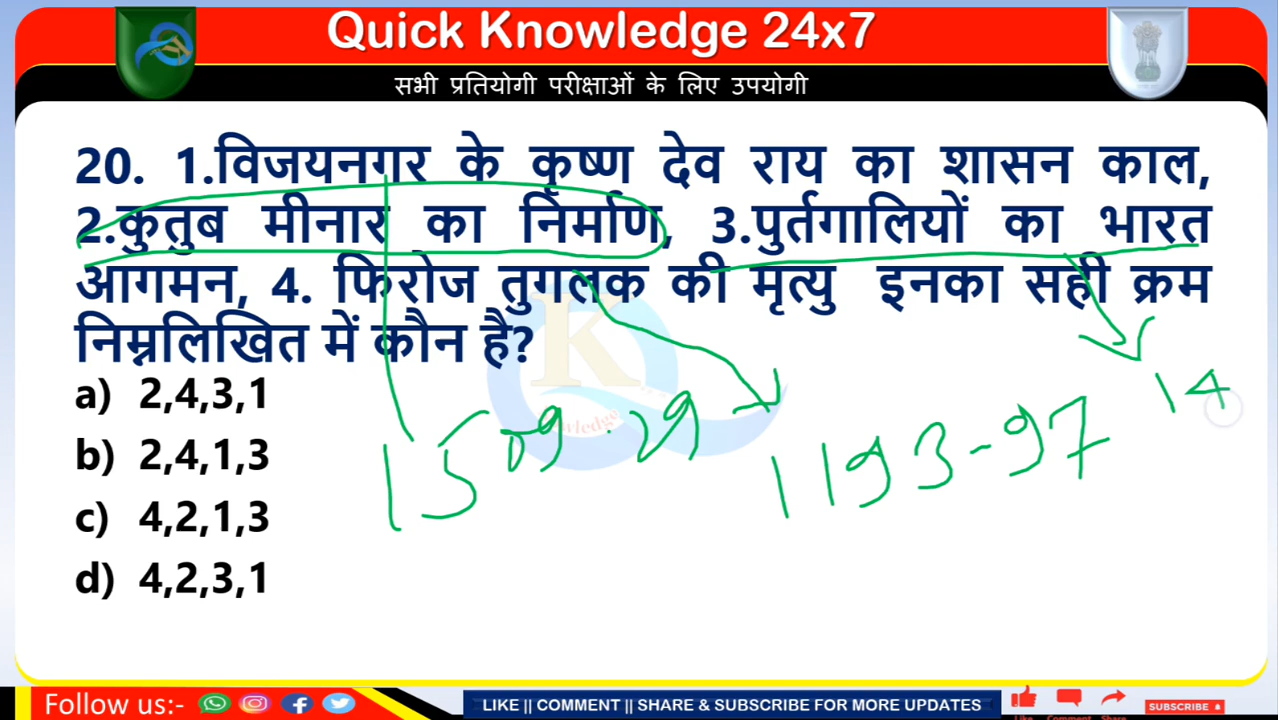 Quick Knowledge 24x7
सभी प्रतियोगी परीक्षाओं के लिए उपयोगी
20. 1.विजयनगर के कृष्ण देव राय का शासन काल,
2.कुतुब मीनार का निर्माण, 3.पुर्तगालियों का भारत
आगमन, 4. फिरोज तुगलक की मृत्यु इनका सही क्रम
निम्नलिखित में कौन है?
a) 2,4,3,1
b) 2,4,1,3
c) 4,2,1,3
d) 4,2,3,1
1509-29
1193-97
14
Follow us:-
LIKE || COMMENT || SHARE & SUBSCRIBE FOR MORE UPDATES
SUBSCRIBE